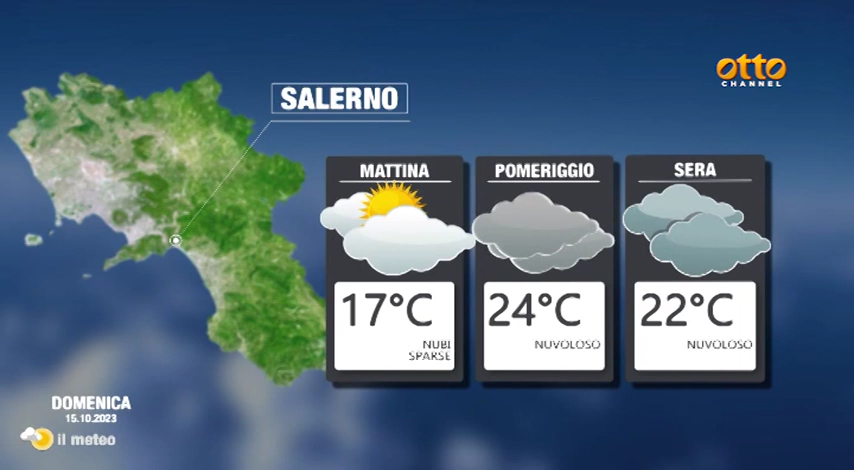 otto
CHANNEL
SALERNO
MATTINA
17°C
NUBI
SPARSE
POMERIGGIO
24°C
NUVOLOSO
SERA
22°C
NUVOLOSO
DOMENICA
15.10.2023
il meteo